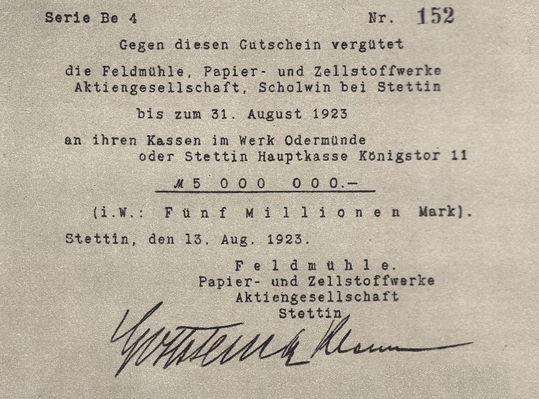 Serie Be 4 Nr. 152
Gegen diesen Gutschein vergütet
die Feldmühle, Papier- und Zellstoffwerke
Aktiengesellschaft, Scholwin bei Stettin
bis zum 31. August 1923
an ihren Kassen im Werk Odermünde
oder Stettin Hauptkasse Königstor 11
M 5 000 000.—
(i.W.: Fünf Millionen Mark).
Stettin, den 13. Aug. 1923.
Feldmühle.
Papier- und Zellstoffwerke
Aktiengesellschaft
Stettin